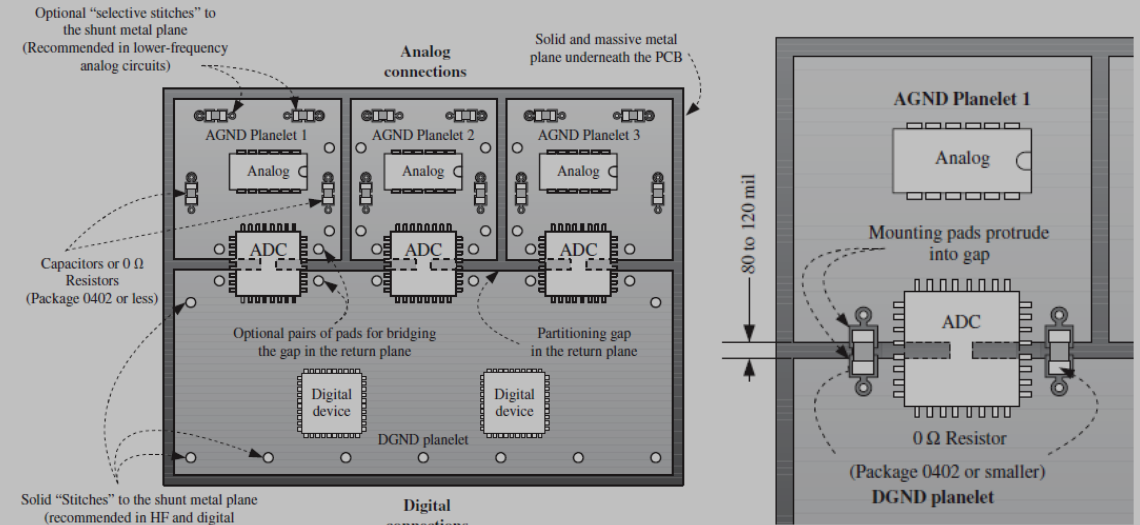 Optional “selective stitches” to
the shunt metal plane
(Recommended in lower-frequency
analog circuits)
Analog
connections
Solid and massive metal
plane underneath the PCB
AGND Planelet 1
AGND Planelet 2
AGND Planelet 3
Analog
Analog
Analog
ADC
ADC
ADC
Capacitors or 0 Ω
Resistors
(Package 0402 or less)
Optional pairs of pads for bridging
the gap in the return plane
Partitioning gap
in the return plane
Digital
device
Digital
device
DGND planelet
Solid “Stitches” to the shunt metal plane
(recommended in HF and digital
Digital
connections
80 to 120 mil
AGND Planelet 1
Analog
Mounting pads protrude
into gap
ADC
0 Ω Resistor
(Package 0402 or smaller)
DGND planelet